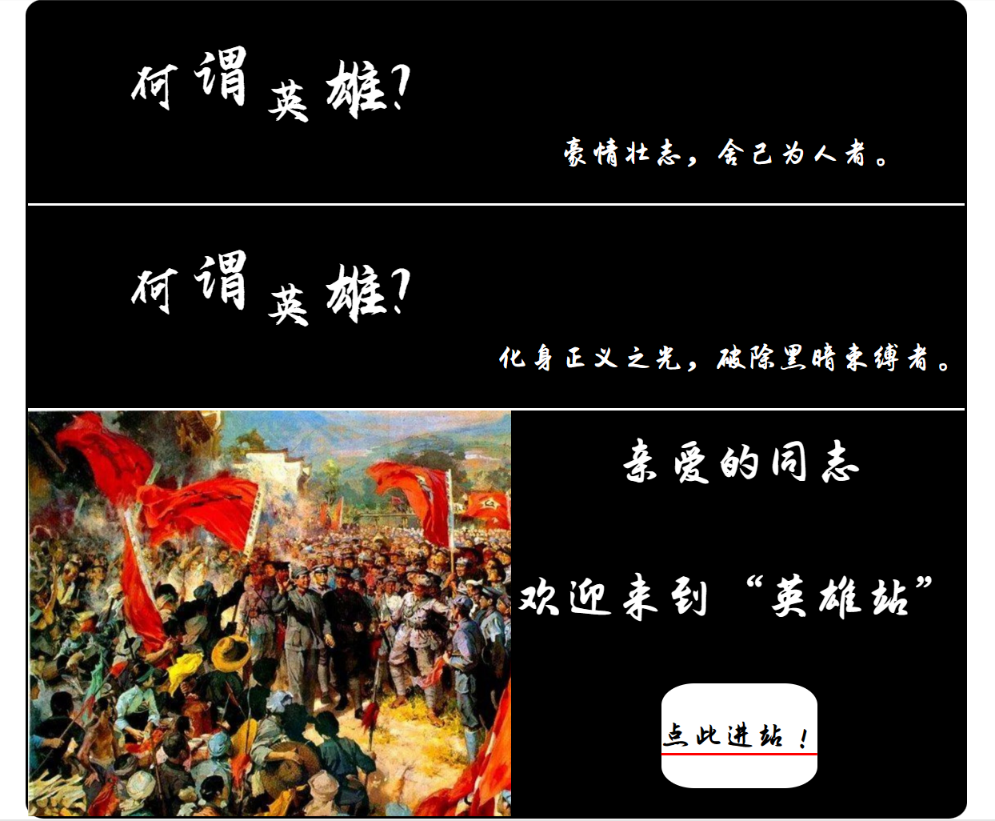 何谓英雄？
豪情壮志，舍己为人者。
何谓英雄？
化身正义之光，破除黑暗束缚者。
亲爱的同志
欢迎来到“英雄站”
点此进站！